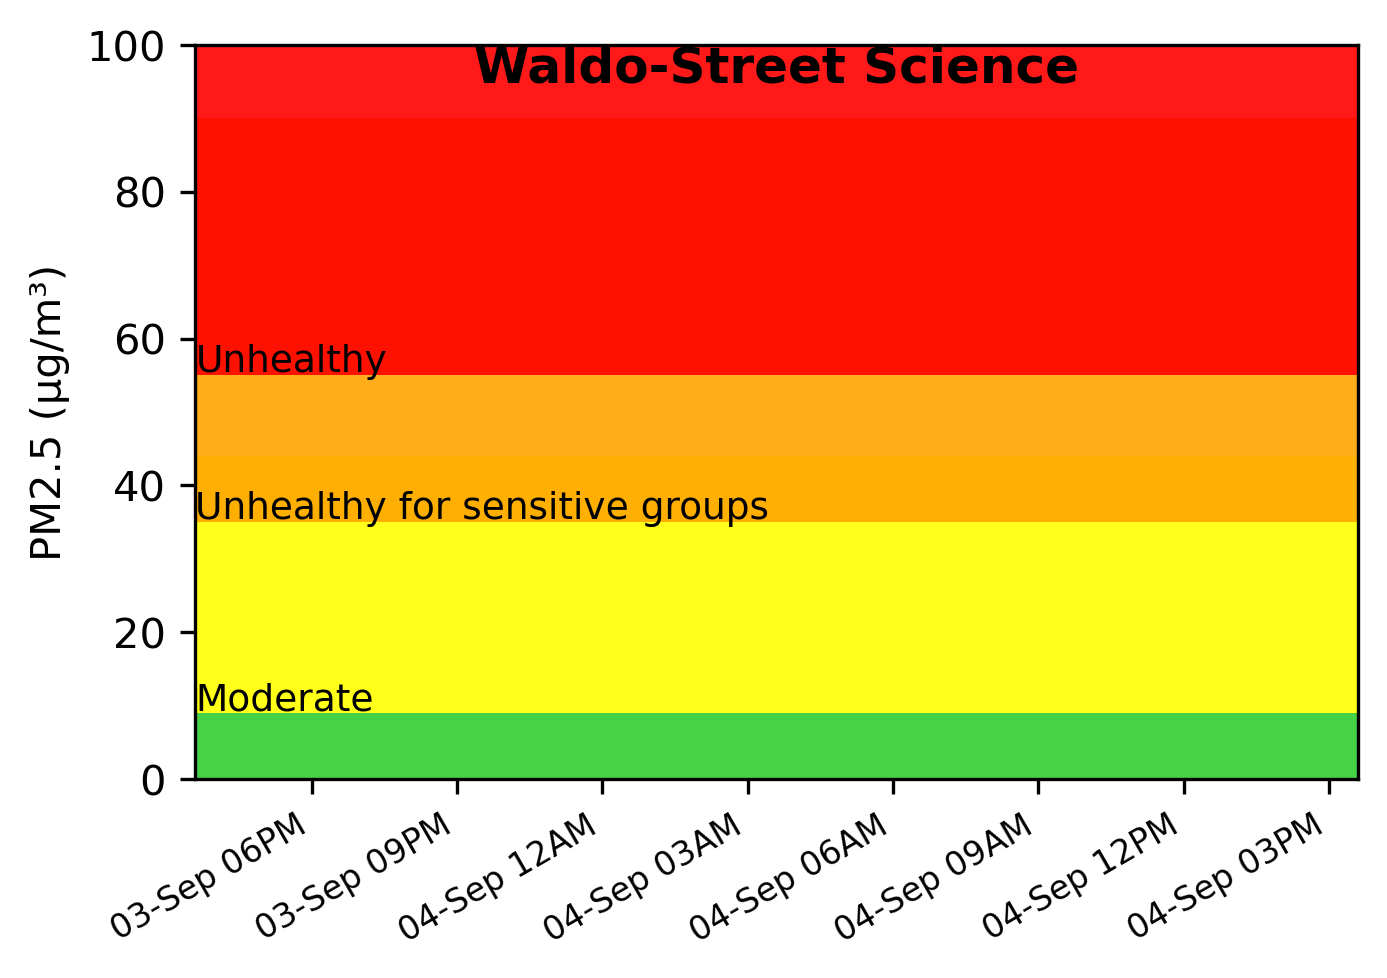 Waldo-Street Science
100
80
60
40
20
0
PM2.5 (µg/m³)
Unhealthy
Unhealthy for sensitive groups
Moderate
03-Sep 06PM
03-Sep 09PM
04-Sep 12AM
04-Sep 03AM
04-Sep 06AM
04-Sep 09AM
04-Sep 12PM
04-Sep 03PM